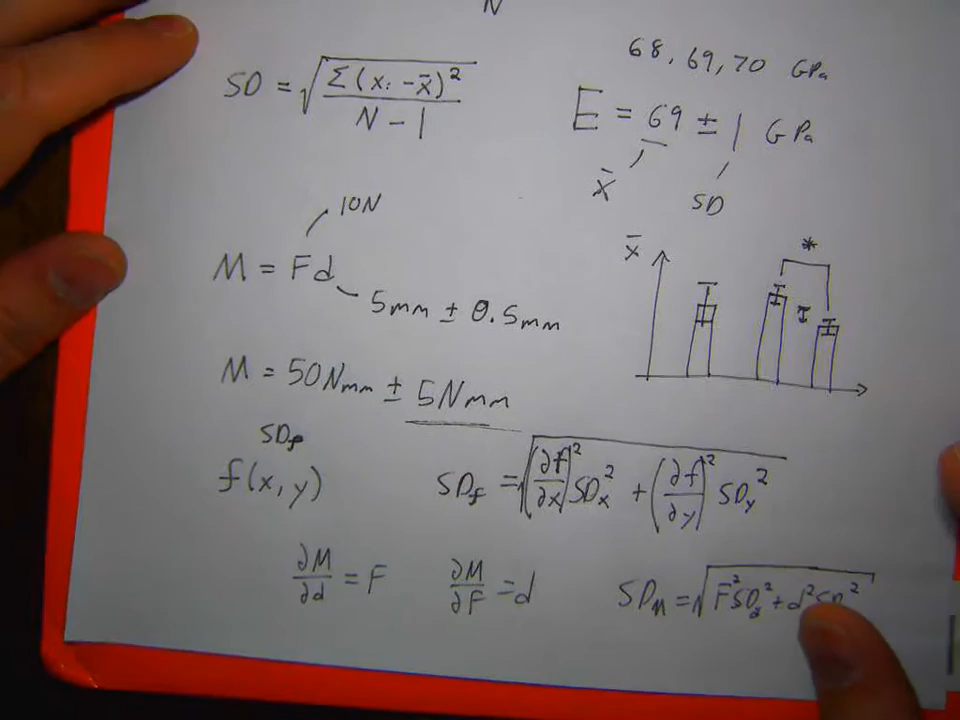 N
SD = √(Σ(xᵢ - x̄)² / (N - 1))
68, 69, 70 GPa
E = 69 ± 1 GPa
x̄ SD
10N
M = Fd
5mm ± 0.5mm
x̄ *
I
M = 50Nmm ± 5Nmm
SD_f
f(x,y)
SD_f = √((∂f/∂x)² SD_x² + (∂f/∂y)² SD_y²)
∂M/∂d = F
∂M/∂F = d
SD_M = √(F²SD_d² + d²SD²)